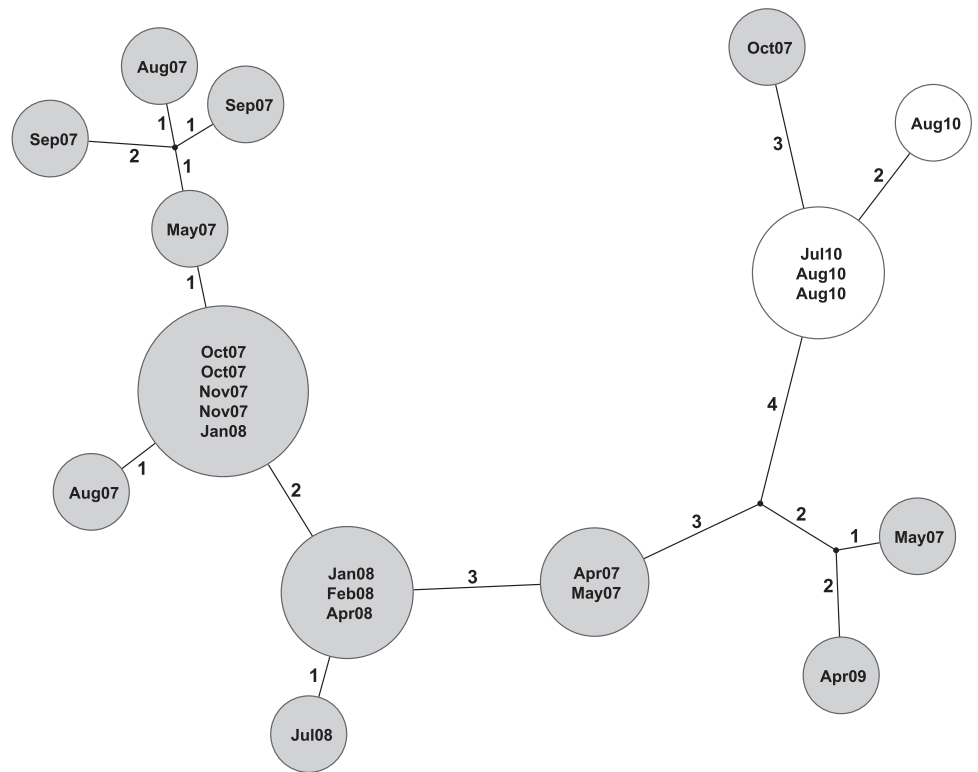 Oct07
Aug07
Sep07
Aug10
1
1
Sep07
3
2
1
2
May07
Jul10
Aug10
Aug10
1
Oct07
Oct07
Nov07
Nov07
Jan08
4
1
Aug07
2
3
2
1
May07
Jan08
Feb08
Apr08
3
Apr07
May07
2
1
Apr09
Jul08